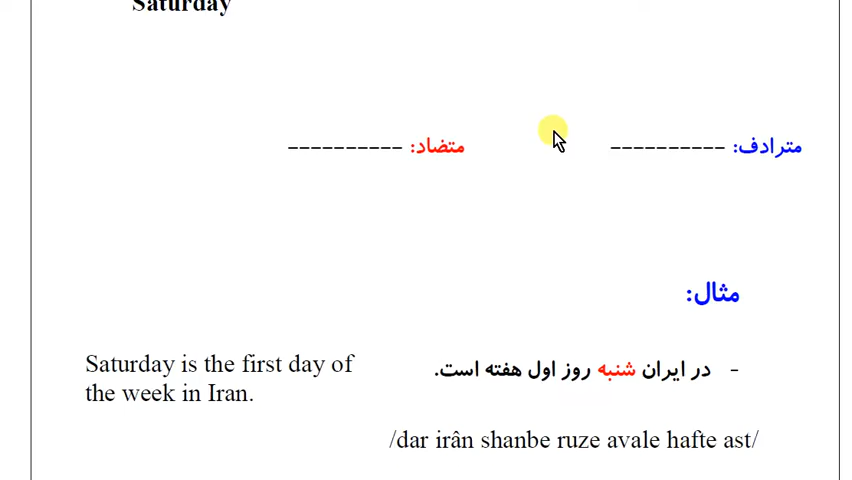 Saturday
مترادف: ---------- متضاد: ----------
مثال:
- در ایران شنبه روز اول هفته است.
Saturday is the first day of
the week in Iran.
/dar irân shanbe ruze avale hafte ast/